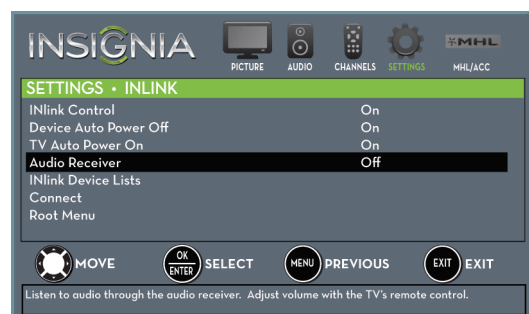 INSIGNIA
PICTURE AUDIO CHANNELS SETTINGS MHL/ACC
MHL
SETTINGS • INLINK
INlink Control On
Device Auto Power Off On
TV Auto Power On On
Audio Receiver Off
INlink Device Lists
Connect
Root Menu
MOVE OK ENTER SELECT MENU PREVIOUS EXIT EXIT
Listen to audio through the audio receiver. Adjust volume with the TV's remote control.